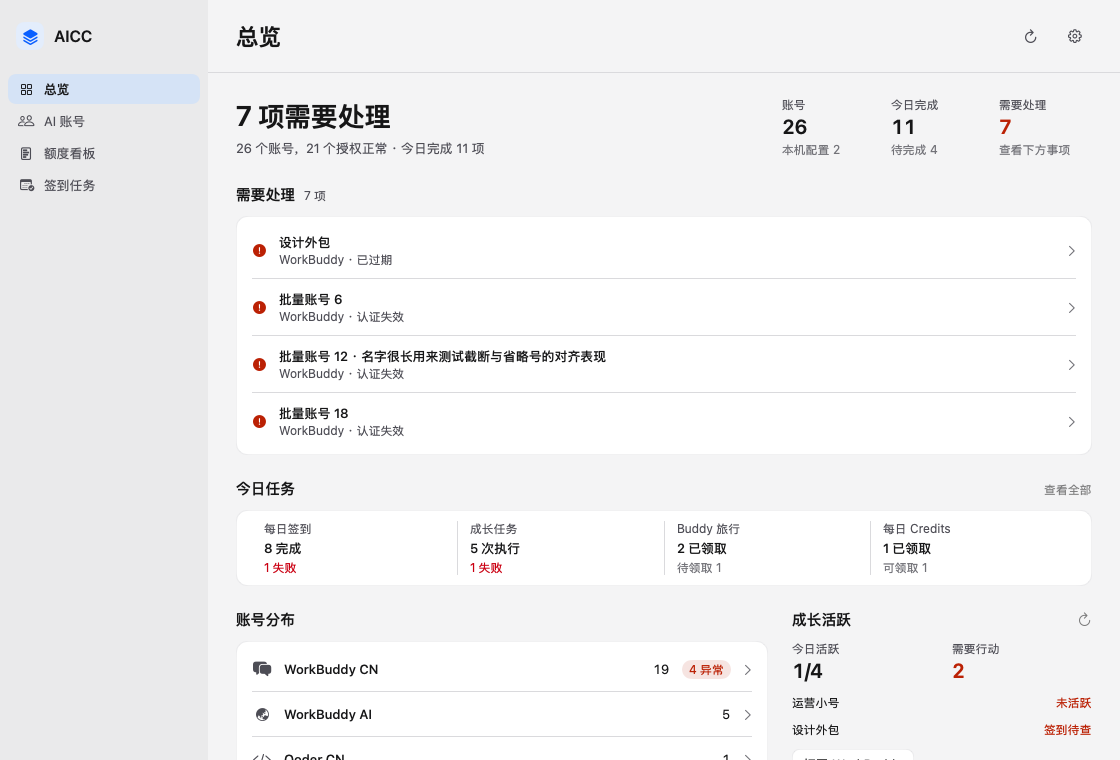 AICC
总览
AI 账号
额度看板
签到任务
总览
7 项需要处理
26 个账号，21 个授权正常 · 今日完成 11 项
账号
26
本机配置 2
今日完成
11
待完成 4
需要处理
7
查看下方事项
需要处理 7 项
设计外包
WorkBuddy · 已过期
批量账号 6
WorkBuddy · 认证失效
批量账号 12 · 名字很长用来测试截断与省略号的对齐表现
WorkBuddy · 认证失效
批量账号 18
WorkBuddy · 认证失效
今日任务
查看全部
每日签到
8 完成
1 失败
成长任务
5 次执行
1 失败
Buddy 旅行
2 已领取
待领取 1
每日 Credits
1 已领取
可领取 1
账号分布
WorkBuddy CN 19 4 异常
WorkBuddy AI 5
Qoder CN 1
成长活跃
今日活跃
1/4
需要行动
2
运营小号 未活跃
设计外包 签到待查